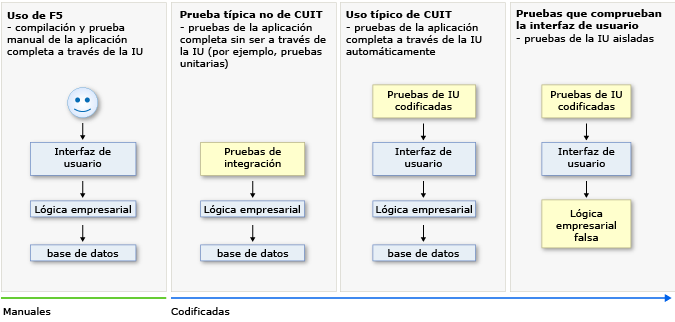 Uso de F5
- compilación y prueba
manual de la aplicación
completa a través de la IU
Interfaz de
usuario
Lógica empresarial
base de datos
Prueba típica no de CUIT
- pruebas de la aplicación
completa sin ser a través de
la IU (por ejemplo, pruebas
unitarias)
Pruebas de
integración
Lógica empresarial
base de datos
Uso típico de CUIT
- pruebas de la aplicación
completa a través de la IU
automáticamente
Pruebas de IU
codificadas
Interfaz de
usuario
Lógica empresarial
base de datos
Pruebas que comprueban
la interfaz de usuario
- pruebas de la IU aisladas
Pruebas de IU
codificadas
Interfaz de
usuario
Lógica
empresarial
falsa
Manuales
Codificadas